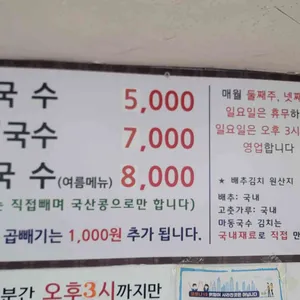 국 수 5,000
국수 7,000
국 수 (여름메뉴) 8,000
는 직접빼며 국산콩으로만 합니다)
곱빼기는 1,000원 추가 됩니다.
매월 둘째주, 넷째
일요일은 휴무하
일요일은 오후 3시
영업합니다
★ 배추김치 원산지
배추: 국내
고춧가루: 국내
마동국수 김치는
국내재료로 직접 만
분간 오후3시까지만